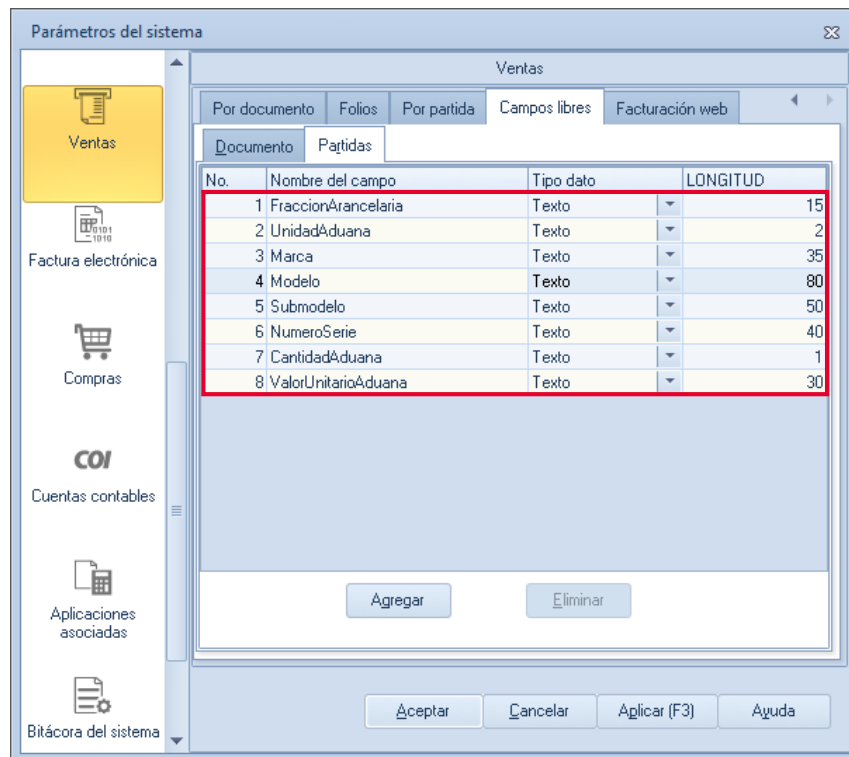 Parámetros del sistema
Ventas
Factura electrónica
Compras
COI
Cuentas contables
Aplicaciones
asociadas
Bitácora del sistema
Ventas
Por documento Folios Por partida Campos libres Facturación web
Documento Partidas
No. Nombre del campo Tipo dato LONGITUD
1 FraccionArancelaria Texto 15
2 UnidadAduana Texto 2
3 Marca Texto 35
4 Modelo Texto 80
5 Submodelo Texto 50
6 NumeroSerie Texto 40
7 CantidadAduana Texto 1
8 ValorUnitarioAduana Texto 30
Agregar Eliminar
Aceptar Cancelar Aplicar (F3) Ayuda